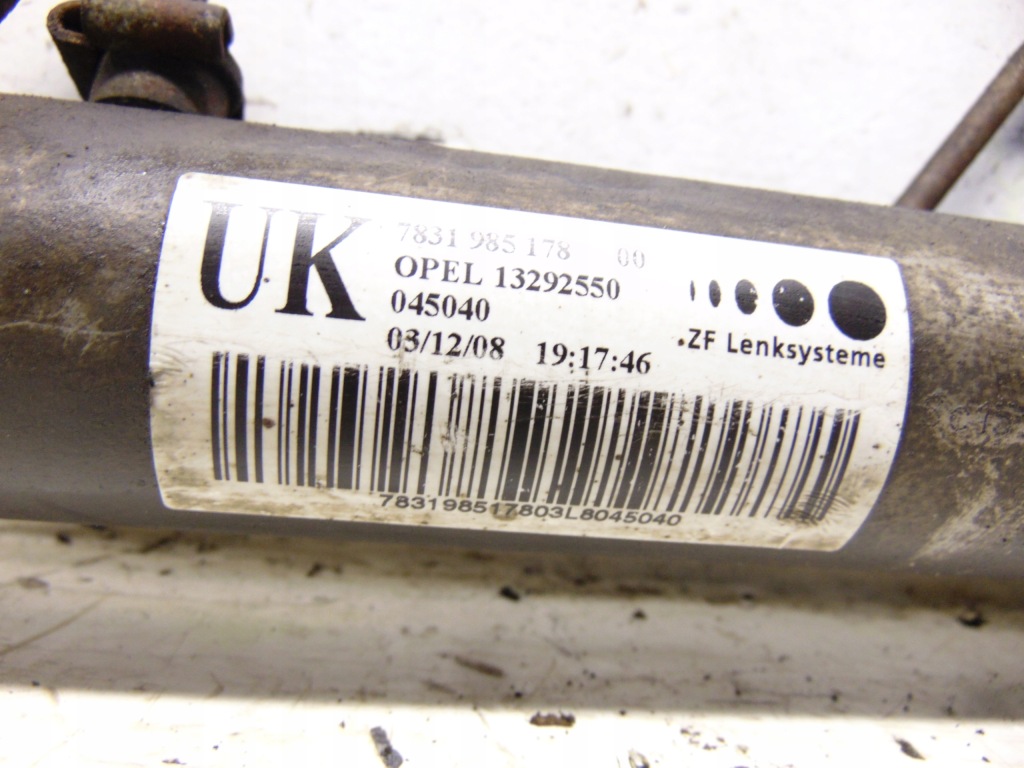 UK
7831 985 178 00
OPEL 13292550
045040
03/12/08 19:17:46
.ZF Lenksysteme
783198517803L8045040